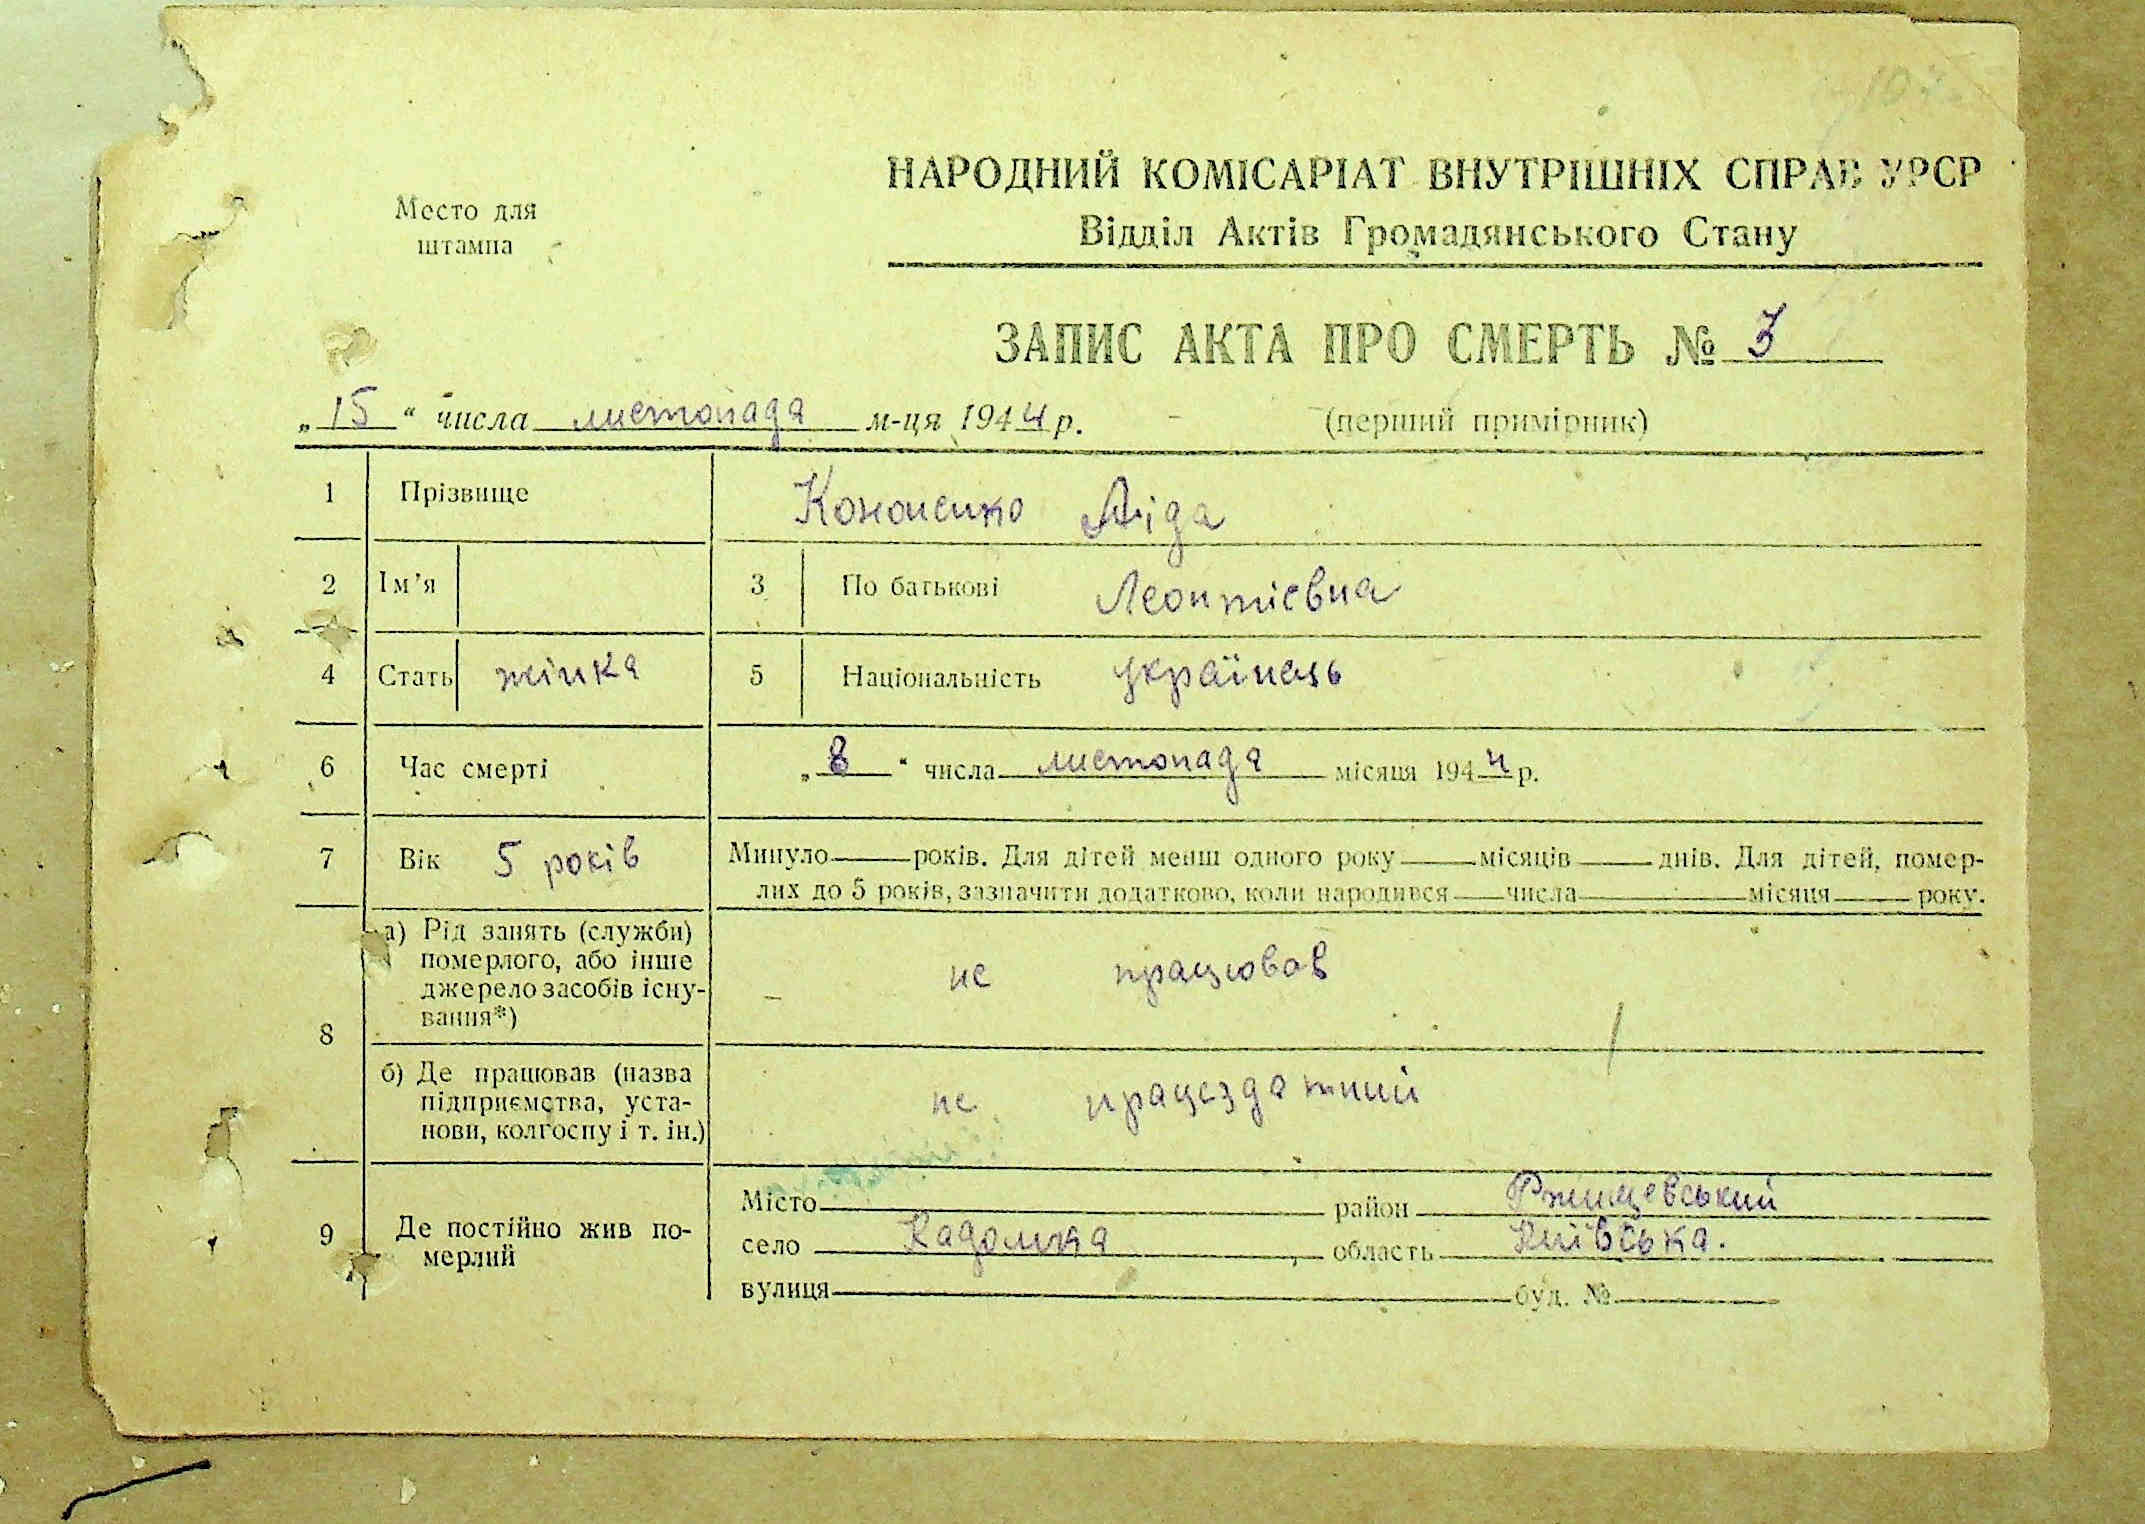 Место для
штампа
НАРОДНИЙ КОМІСАРІАТ ВНУТРІШНІХ СПРАВ УРСР
Відділ Актів Громадянського Стану
ЗАПИС АКТА ПРО СМЕРТЬ № 3
„15“ числа листопада м-ця 1944 р. (перший примірник)
1 Прізвище Кононенко Ліда
2 Ім’я 3 По батькові Леонтієвна
4 Стать жінка 5 Національність українець
6 Час смерті „8“ числа листопада місяця 1944 р.
7 Вік 5 років Минуло років. Для дітей менш одного року місяців днів. Для дітей, помер-
лих до 5 років, зазначити додатково, коли народився числа місяця року.
8 а) Рід занять (служби)
померлого, або інше
джерело засобів існу-
вання*)
не працював
б) Де працював (назва
підприємства, уста-
нови, колгоспу і т. ін.)
не працездатний
9 Де постійно жив по-
мерлий
Місто район Ржищевський
село Кадомка область Київська.
вулиця буд. №